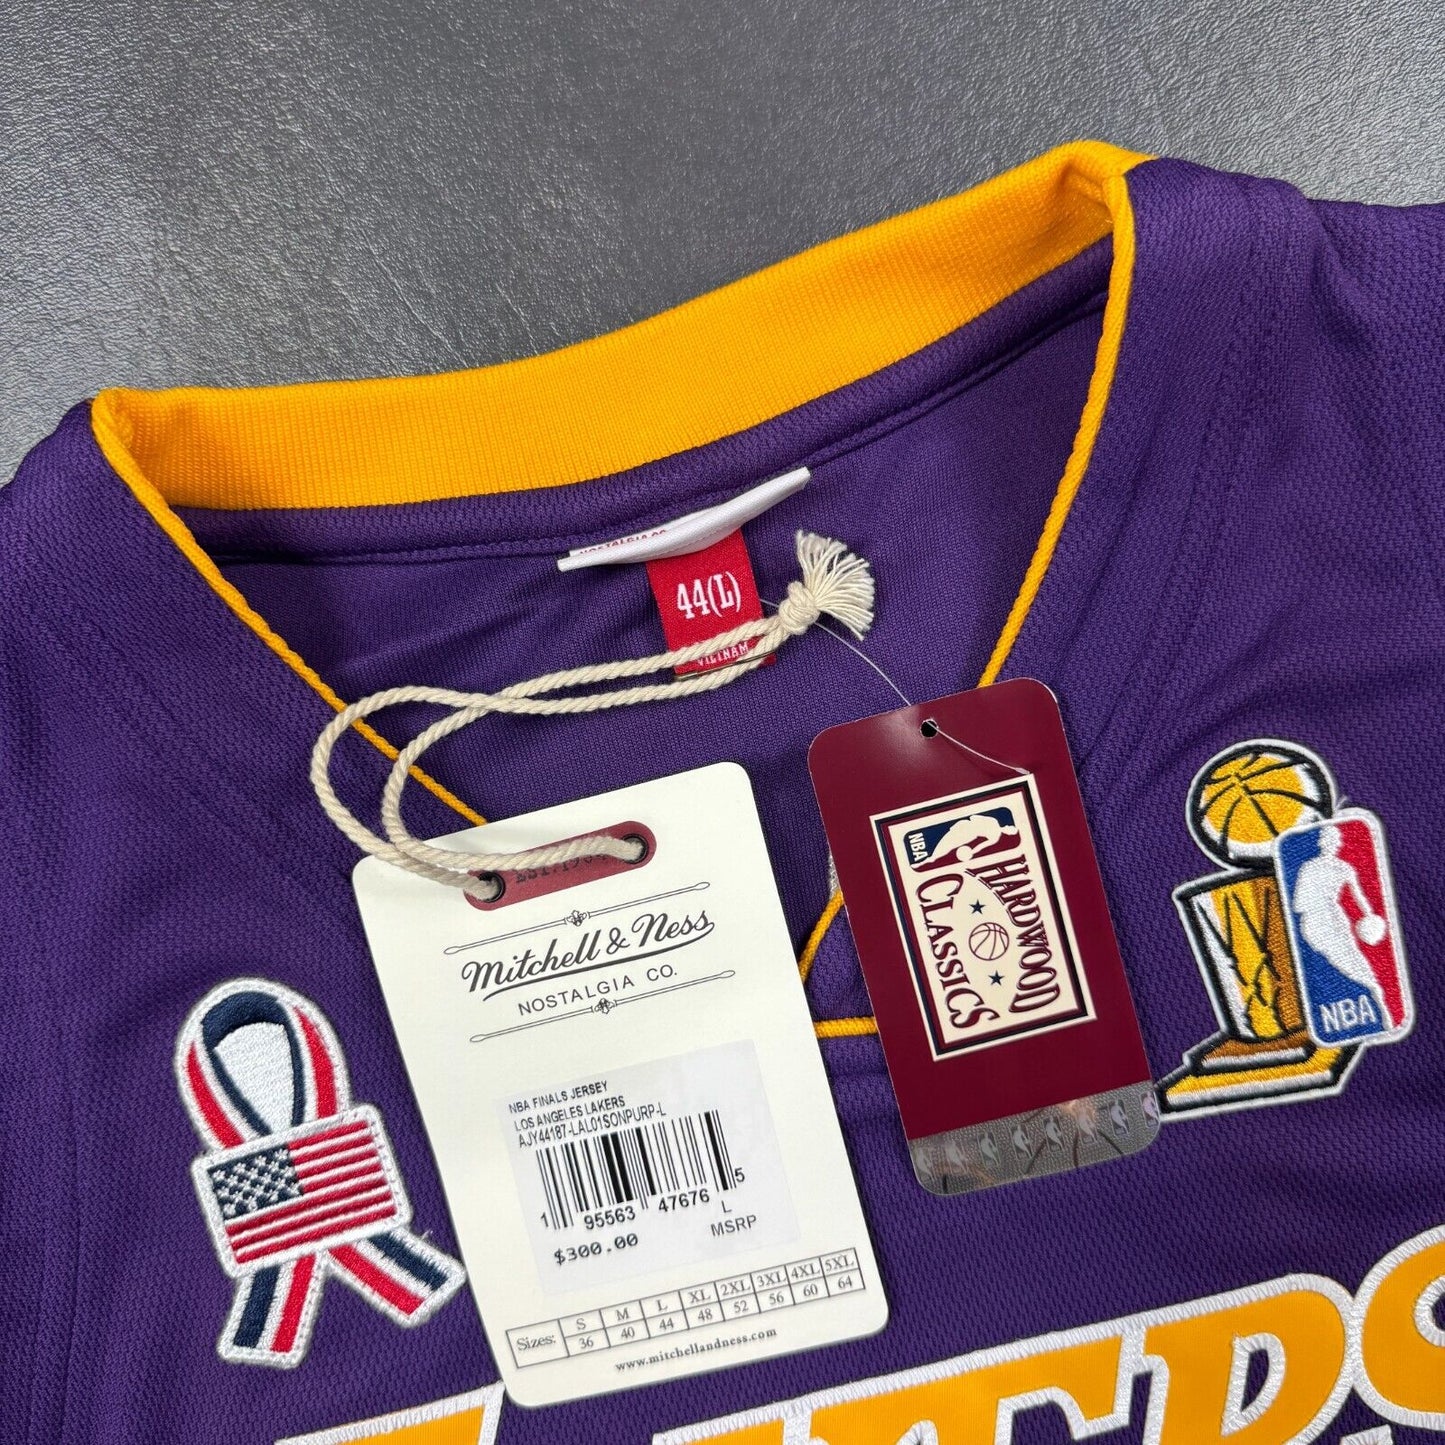 NOSTALGIA CO.
44(L)
VIETNAM
Mitchell & Ness
NOSTALGIA CO.
NBA FINALS JERSEY
LOS ANGELES LAKERS
AJY44187-LAL01SONPURP-L
1 95563 47676 5
L
$300.00 MSRP
Sizes: S M L XL 2XL 3XL 4XL 5XL
36 40 44 48 52 56 60 64
www.mitchellandness.com
NBA
HARDWOOD
CLASSICS
NBA